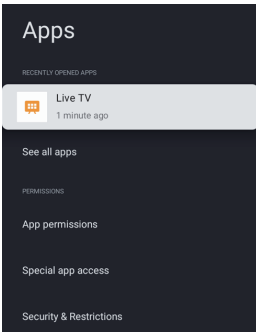 Apps
RECENTLY OPENED APPS
Live TV
1 minute ago
See all apps
PERMISSIONS
App permissions
Special app access
Security & Restrictions